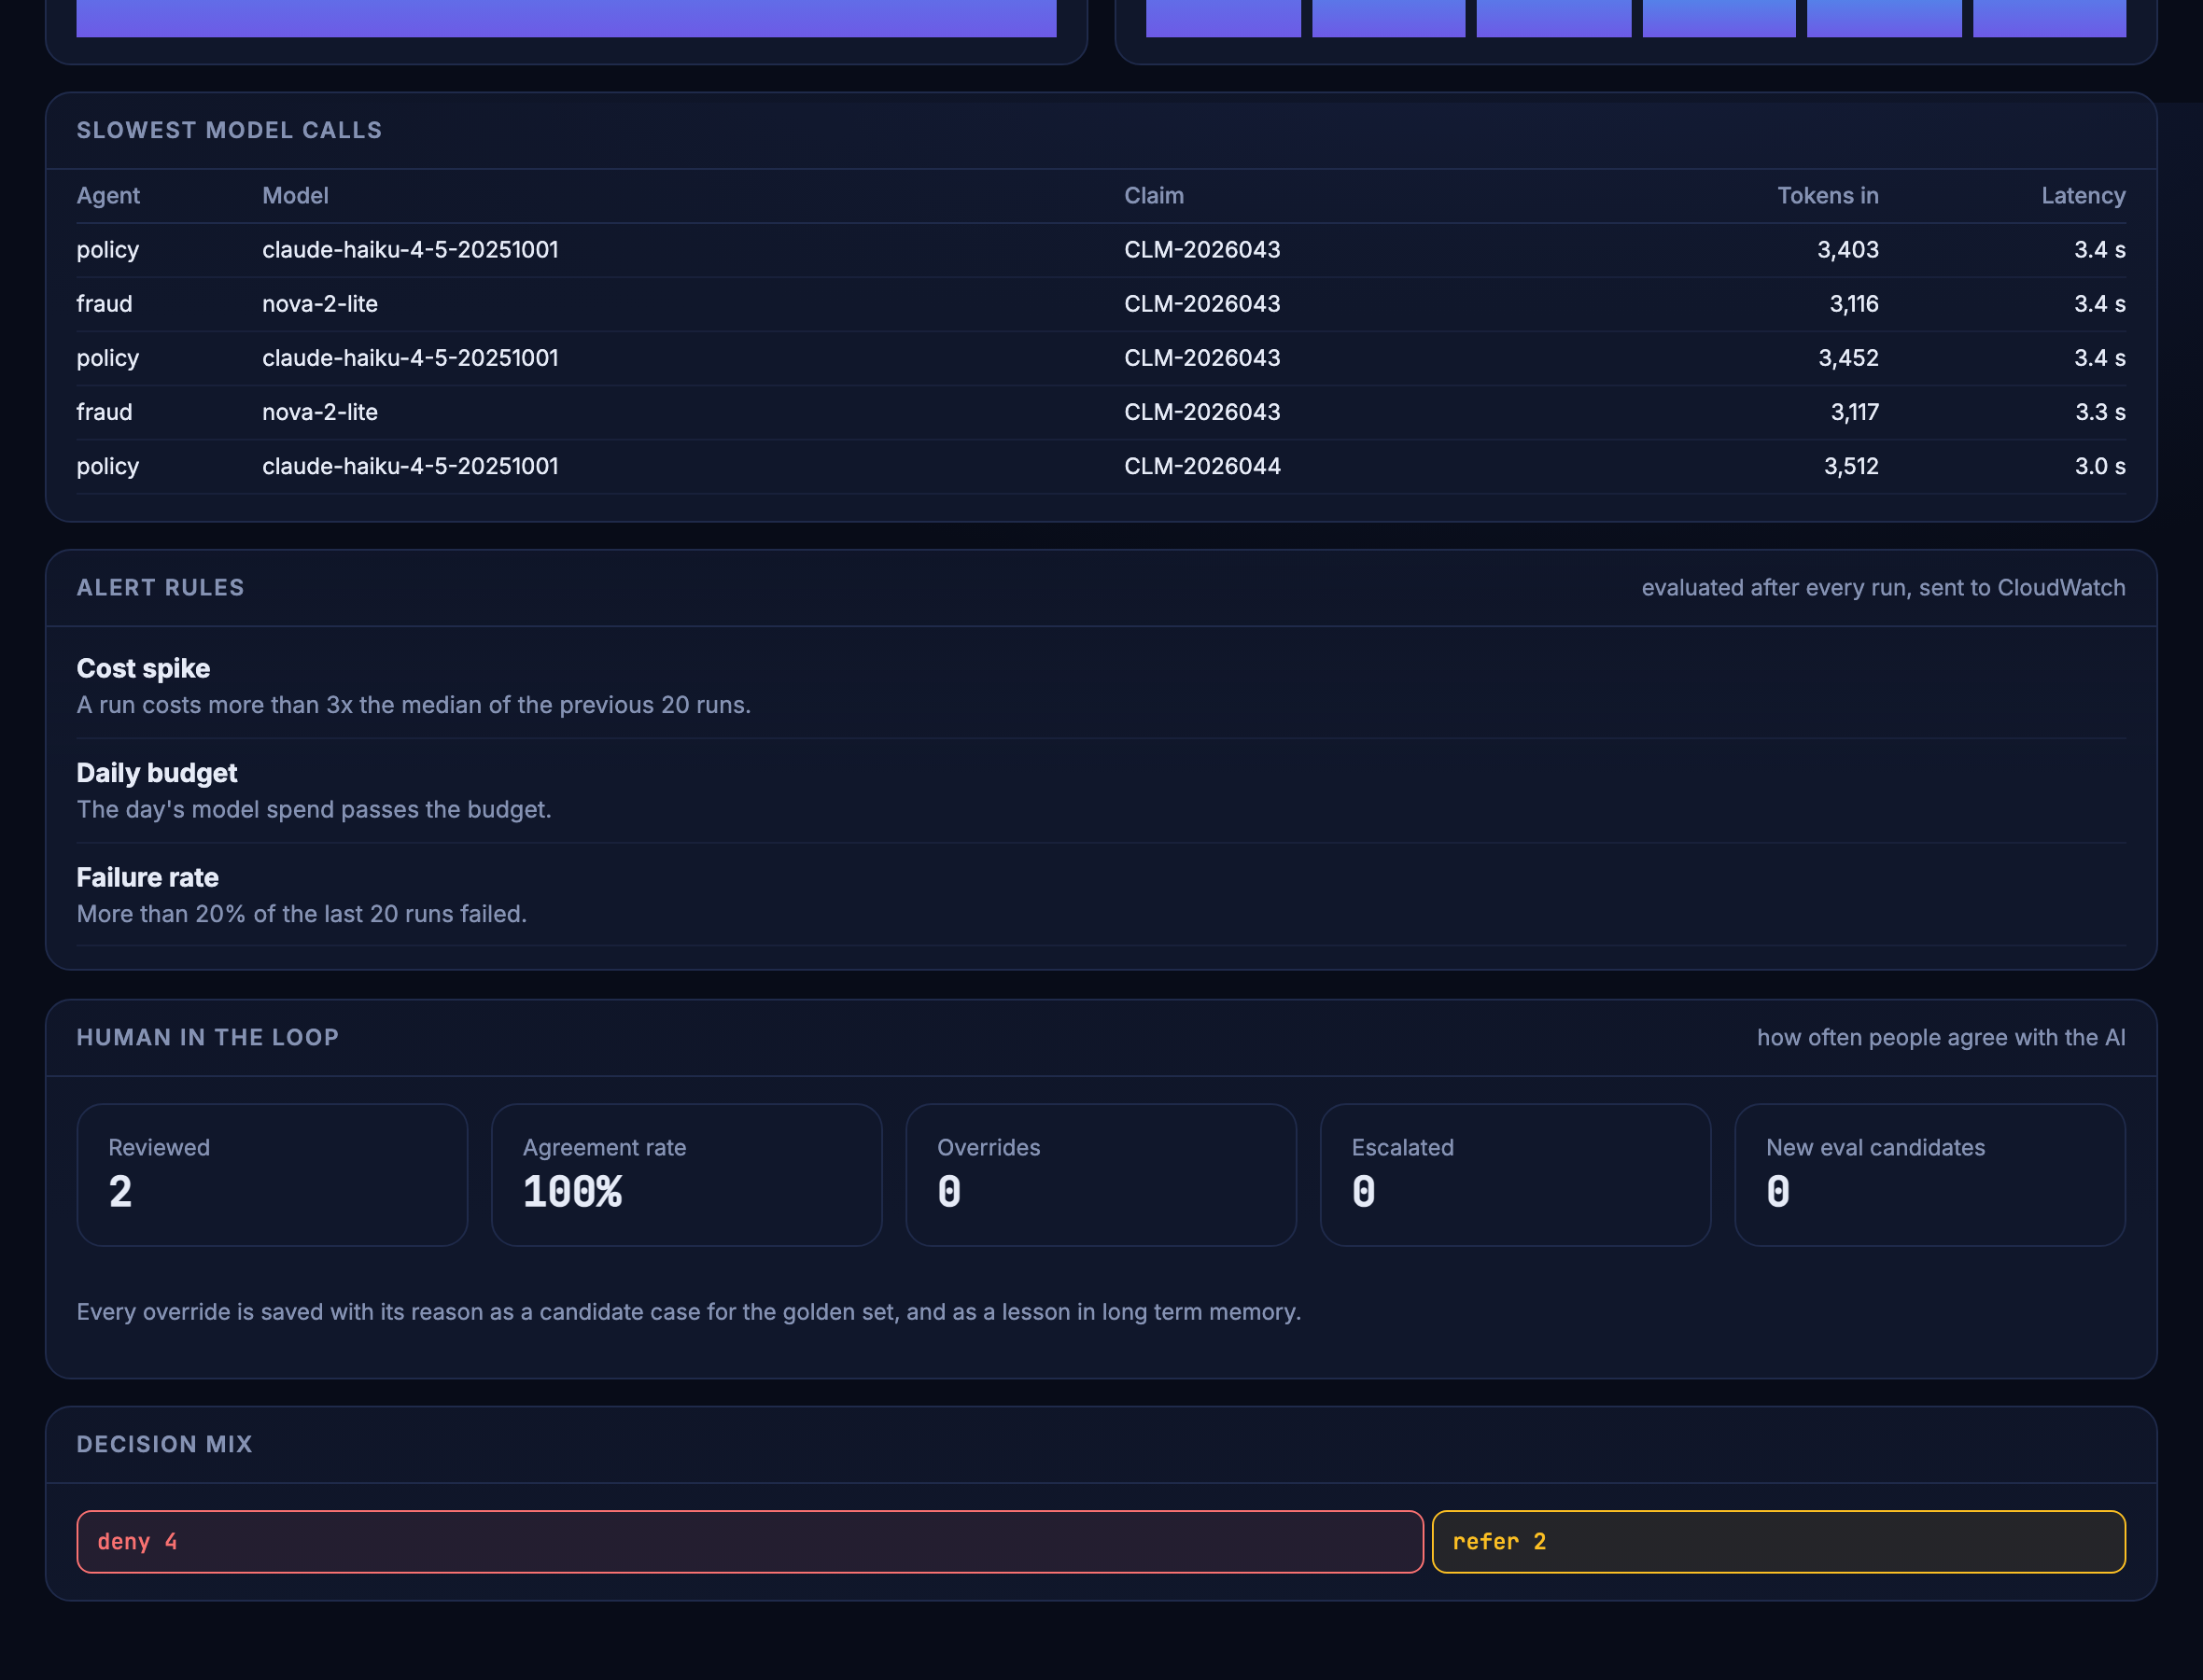 SLOWEST MODEL CALLS
Agent Model Claim Tokens in Latency
policy claude-haiku-4-5-20251001 CLM-2026043 3,403 3.4 s
fraud nova-2-lite CLM-2026043 3,116 3.4 s
policy claude-haiku-4-5-20251001 CLM-2026043 3,452 3.4 s
fraud nova-2-lite CLM-2026043 3,117 3.3 s
policy claude-haiku-4-5-20251001 CLM-2026044 3,512 3.0 s
ALERT RULES evaluated after every run, sent to CloudWatch
Cost spike
A run costs more than 3x the median of the previous 20 runs.
Daily budget
The day's model spend passes the budget.
Failure rate
More than 20% of the last 20 runs failed.
HUMAN IN THE LOOP how often people agree with the AI
Reviewed Agreement rate Overrides Escalated New eval candidates
2 100% 0 0 0
Every override is saved with its reason as a candidate case for the golden set, and as a lesson in long term memory.
DECISION MIX
deny 4 refer 2